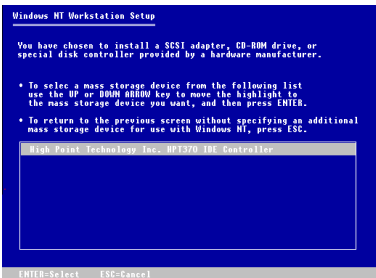 Windows NT Workstation Setup
You have chosen to install a SCSI adapter, CD-ROM drive, or
special disk controller provided by a hardware manufacturer.
• To selec a mass storage device from the following list
use the UP or DOWN ARROW key to move the highlight to
the mass storage device you want, and then press ENTER.
• To return to the previous screen without specifying an additional
mass storage device for use with Windows NT, press ESC.
High Point Technology Inc. HPT370 IDE Controller
ENTER=Select ESC=Cancel